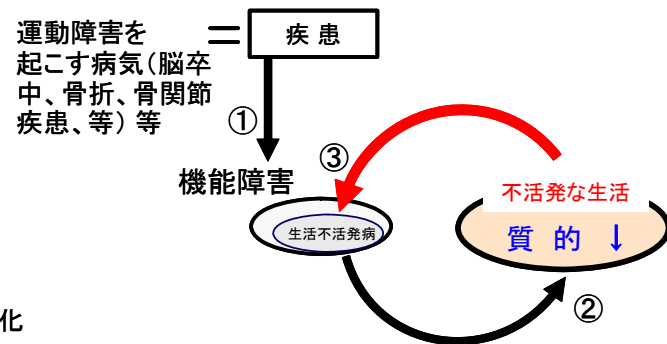 運動障害を
起こす病気(脳卒
中、骨折、骨関節
疾患、等)等
=
疾患
①
③
機能障害
生活不活発病
不活発な生活
質的 ↓
②
化